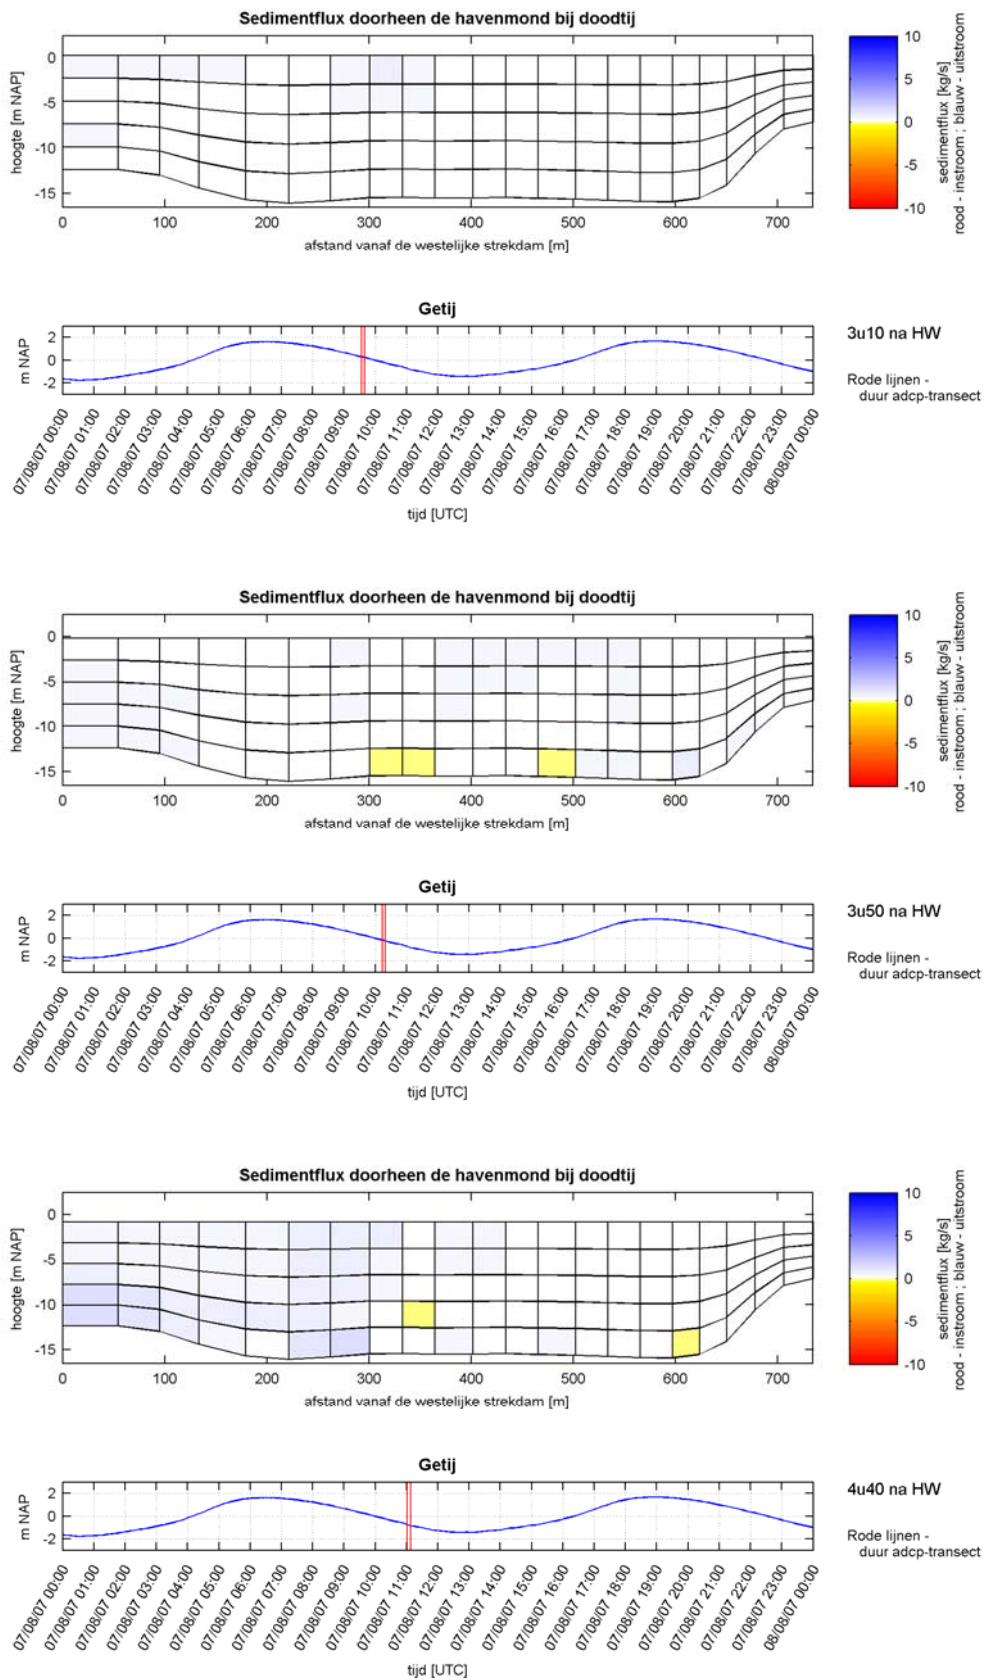 Sedimentflux doorheen de havenmond bij doodtij
hoogte [m NAP]
0
-5
-10
-15
0 100 200 300 400 500 600 700
afstand vanaf de westelijke strekdam [m]
10
5
0
-5
-10
sedimentflux [kg/s]
rood - instroom ; blauw - uitstroom
Getij
m NAP
2
0
-2
3u10 na HW
Rode lijnen -
duur adcp-transect
07/08/07 00:00 07/08/07 01:00 07/08/07 02:00 07/08/07 03:00 07/08/07 04:00 07/08/07 05:00 07/08/07 06:00 07/08/07 07:00 07/08/07 08:00 07/08/07 09:00 07/08/07 10:00 07/08/07 11:00 07/08/07 12:00 07/08/07 13:00 07/08/07 14:00 07/08/07 15:00 07/08/07 16:00 07/08/07 17:00 07/08/07 18:00 07/08/07 19:00 07/08/07 20:00 07/08/07 21:00 07/08/07 22:00 07/08/07 23:00 08/08/07 00:00
tijd [UTC]
Sedimentflux doorheen de havenmond bij doodtij
hoogte [m NAP]
0
-5
-10
-15
0 100 200 300 400 500 600 700
afstand vanaf de westelijke strekdam [m]
10
5
0
-5
-10
sedimentflux [kg/s]
rood - instroom ; blauw - uitstroom
Getij
m NAP
2
0
-2
3u50 na HW
Rode lijnen -
duur adcp-transect
07/08/07 00:00 07/08/07 01:00 07/08/07 02:00 07/08/07 03:00 07/08/07 04:00 07/08/07 05:00 07/08/07 06:00 07/08/07 07:00 07/08/07 08:00 07/08/07 09:00 07/08/07 10:00 07/08/07 11:00 07/08/07 12:00 07/08/07 13:00 07/08/07 14:00 07/08/07 15:00 07/08/07 16:00 07/08/07 17:00 07/08/07 18:00 07/08/07 19:00 07/08/07 20:00 07/08/07 21:00 07/08/07 22:00 07/08/07 23:00 08/08/07 00:00
tijd [UTC]
Sedimentflux doorheen de havenmond bij doodtij
hoogte [m NAP]
0
-5
-10
-15
0 100 200 300 400 500 600 700
afstand vanaf de westelijke strekdam [m]
10
5
0
-5
-10
sedimentflux [kg/s]
rood - instroom ; blauw - uitstroom
Getij
m NAP
2
0
-2
4u40 na HW
Rode lijnen -
duur adcp-transect
07/08/07 00:00 07/08/07 01:00 07/08/07 02:00 07/08/07 03:00 07/08/07 04:00 07/08/07 05:00 07/08/07 06:00 07/08/07 07:00 07/08/07 08:00 07/08/07 09:00 07/08/07 10:00 07/08/07 11:00 07/08/07 12:00 07/08/07 13:00 07/08/07 14:00 07/08/07 15:00 07/08/07 16:00 07/08/07 17:00 07/08/07 18:00 07/08/07 19:00 07/08/07 20:00 07/08/07 21:00 07/08/07 22:00 07/08/07 23:00 08/08/07 00:00
tijd [UTC]